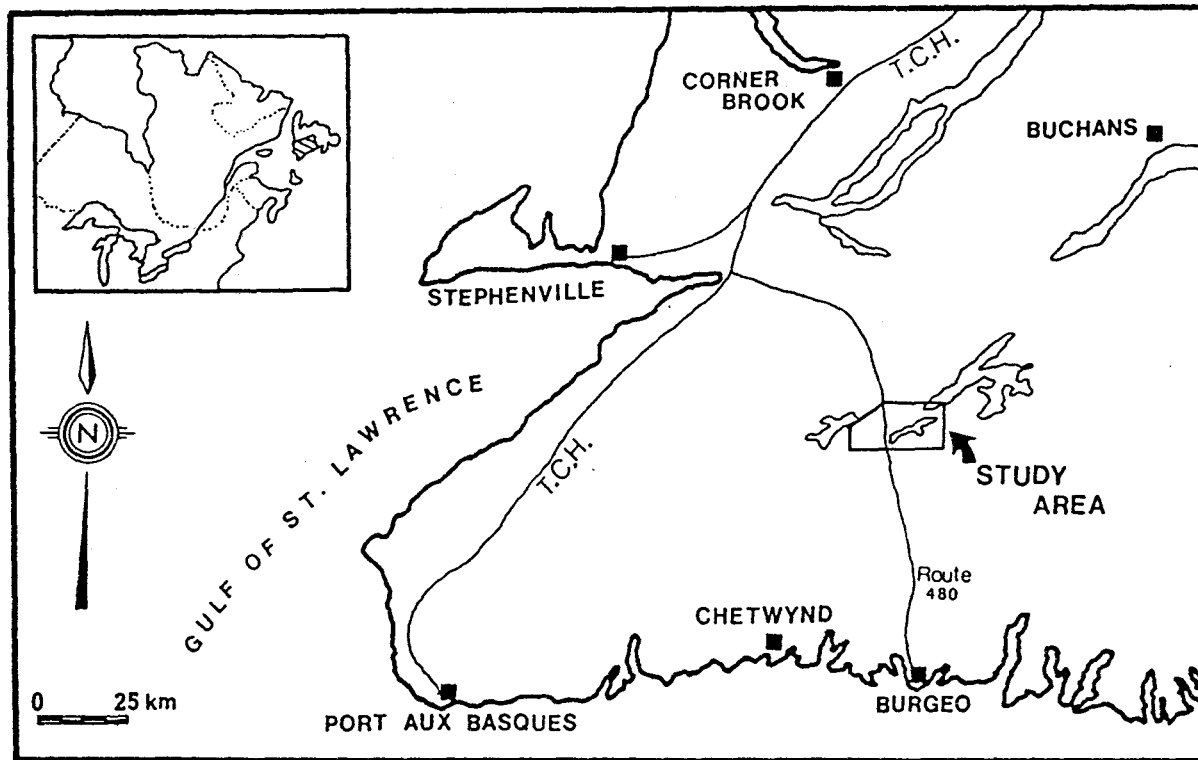 CORNER
BROOK
T.C.H.
BUCHANS
STEPHENVILLE
GULF OF ST. LAWRENCE
N
T.C.H.
STUDY
AREA
Route
480
CHETWYND
0 25 km
PORT AUX BASQUES
BURGEO